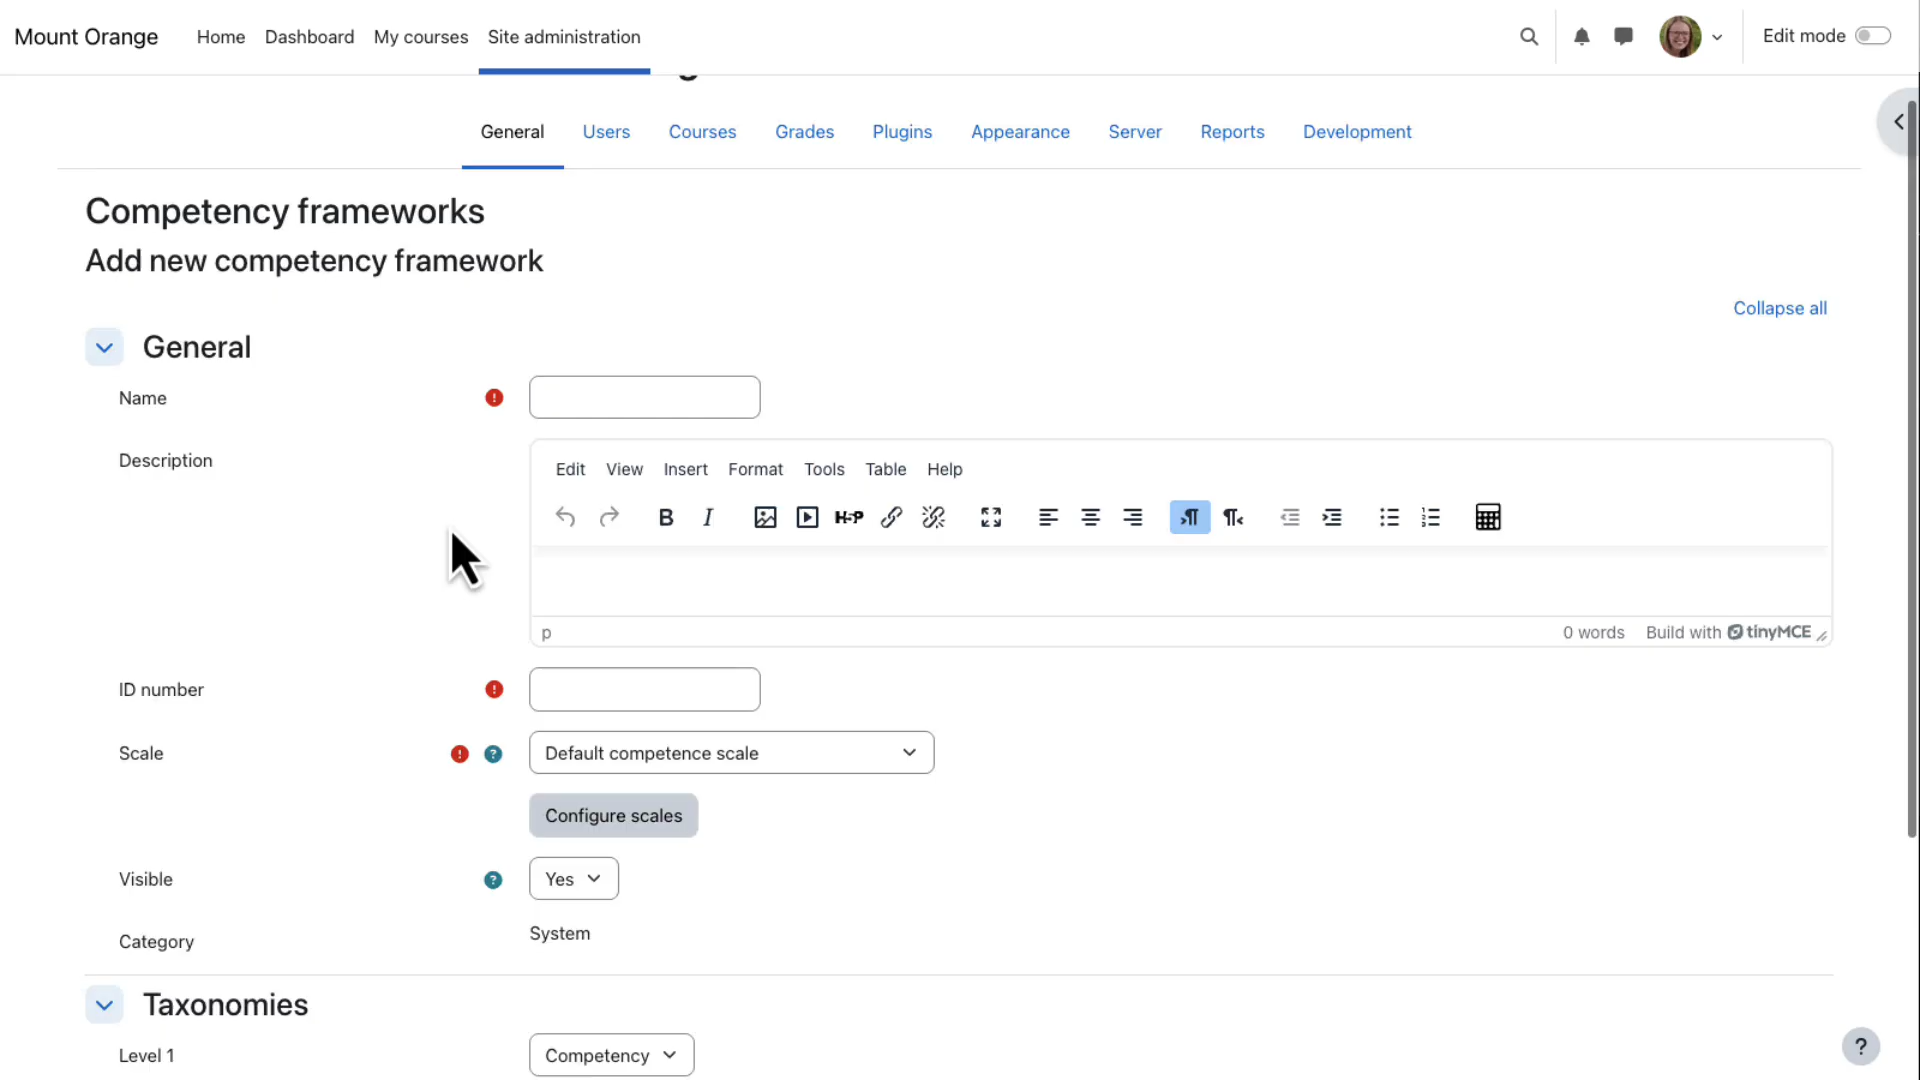 Mount Orange Home Dashboard My courses Site administration Edit mode
General Users Courses Grades Plugins Appearance Server Reports Development
Competency frameworks
Add new competency framework
Collapse all
General
Name
Description
Edit View Insert Format Tools Table Help
B I H-P
p 0 words Build with tinyMCE
ID number
Scale Default competence scale
Configure scales
Visible Yes
Category System
Taxonomies
Level 1 Competency
?